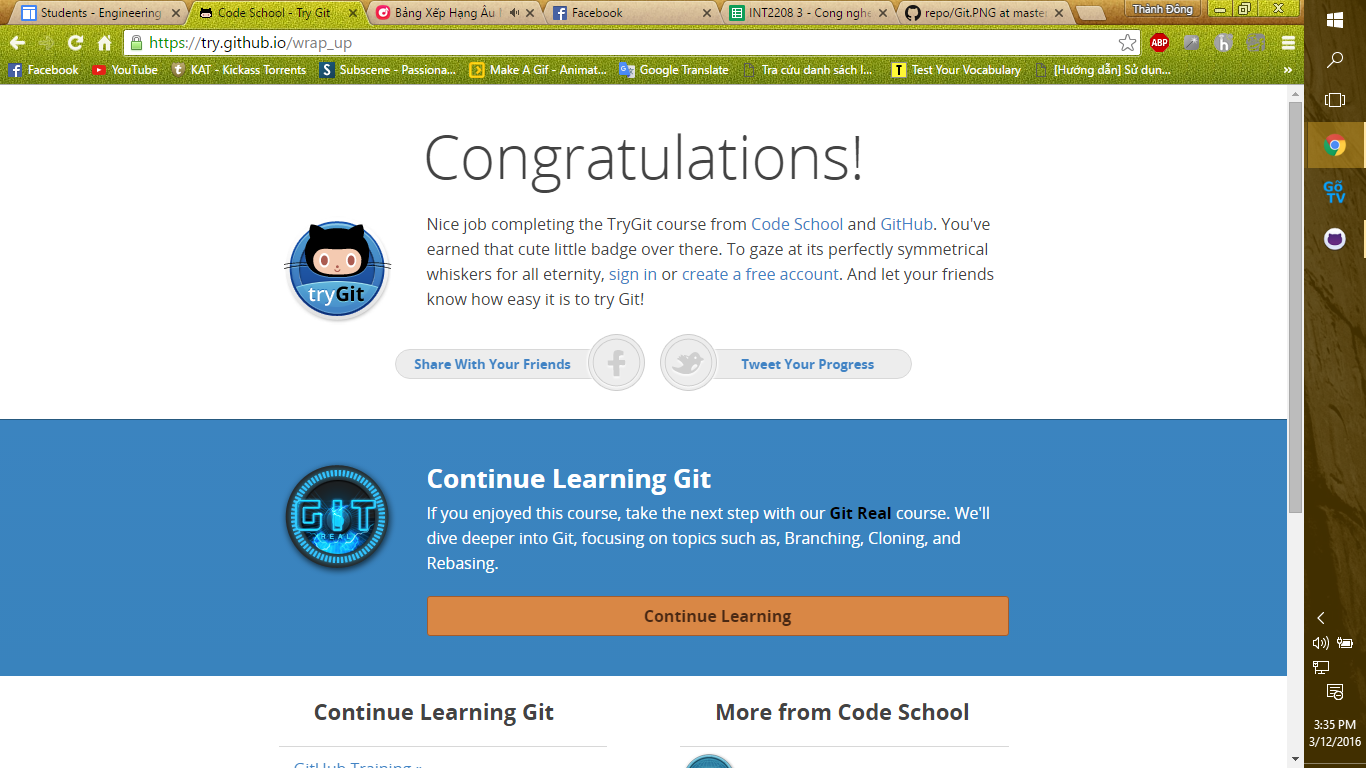 Students - Engineering
Code School - Try Git
Bảng Xếp Hạng Âu
Facebook
INT2208 3 - Cong nghe
repo/Git.PNG at master
Thành Đông
https://try.github.io/wrap_up
ABP
Facebook
YouTube
KAT - Kickass Torrents
Subscene - Passiona...
Make A Gif - Animat...
Google Translate
Tra cứu danh sách l...
Test Your Vocabulary
[Hướng dẫn] Sử dụn...
»
Congratulations!
Nice job completing the TryGit course from Code School and GitHub. You've
earned that cute little badge over there. To gaze at its perfectly symmetrical
whiskers for all eternity, sign in or create a free account. And let your friends
know how easy it is to try Git!
tryGit
Share With Your Friends
Tweet Your Progress
GIT
REAL
Continue Learning Git
If you enjoyed this course, take the next step with our Git Real course. We'll
dive deeper into Git, focusing on topics such as, Branching, Cloning, and
Rebasing.
Continue Learning
Continue Learning Git
More from Code School
GitHub Training »
Gõ
TV
3:35 PM
3/12/2016